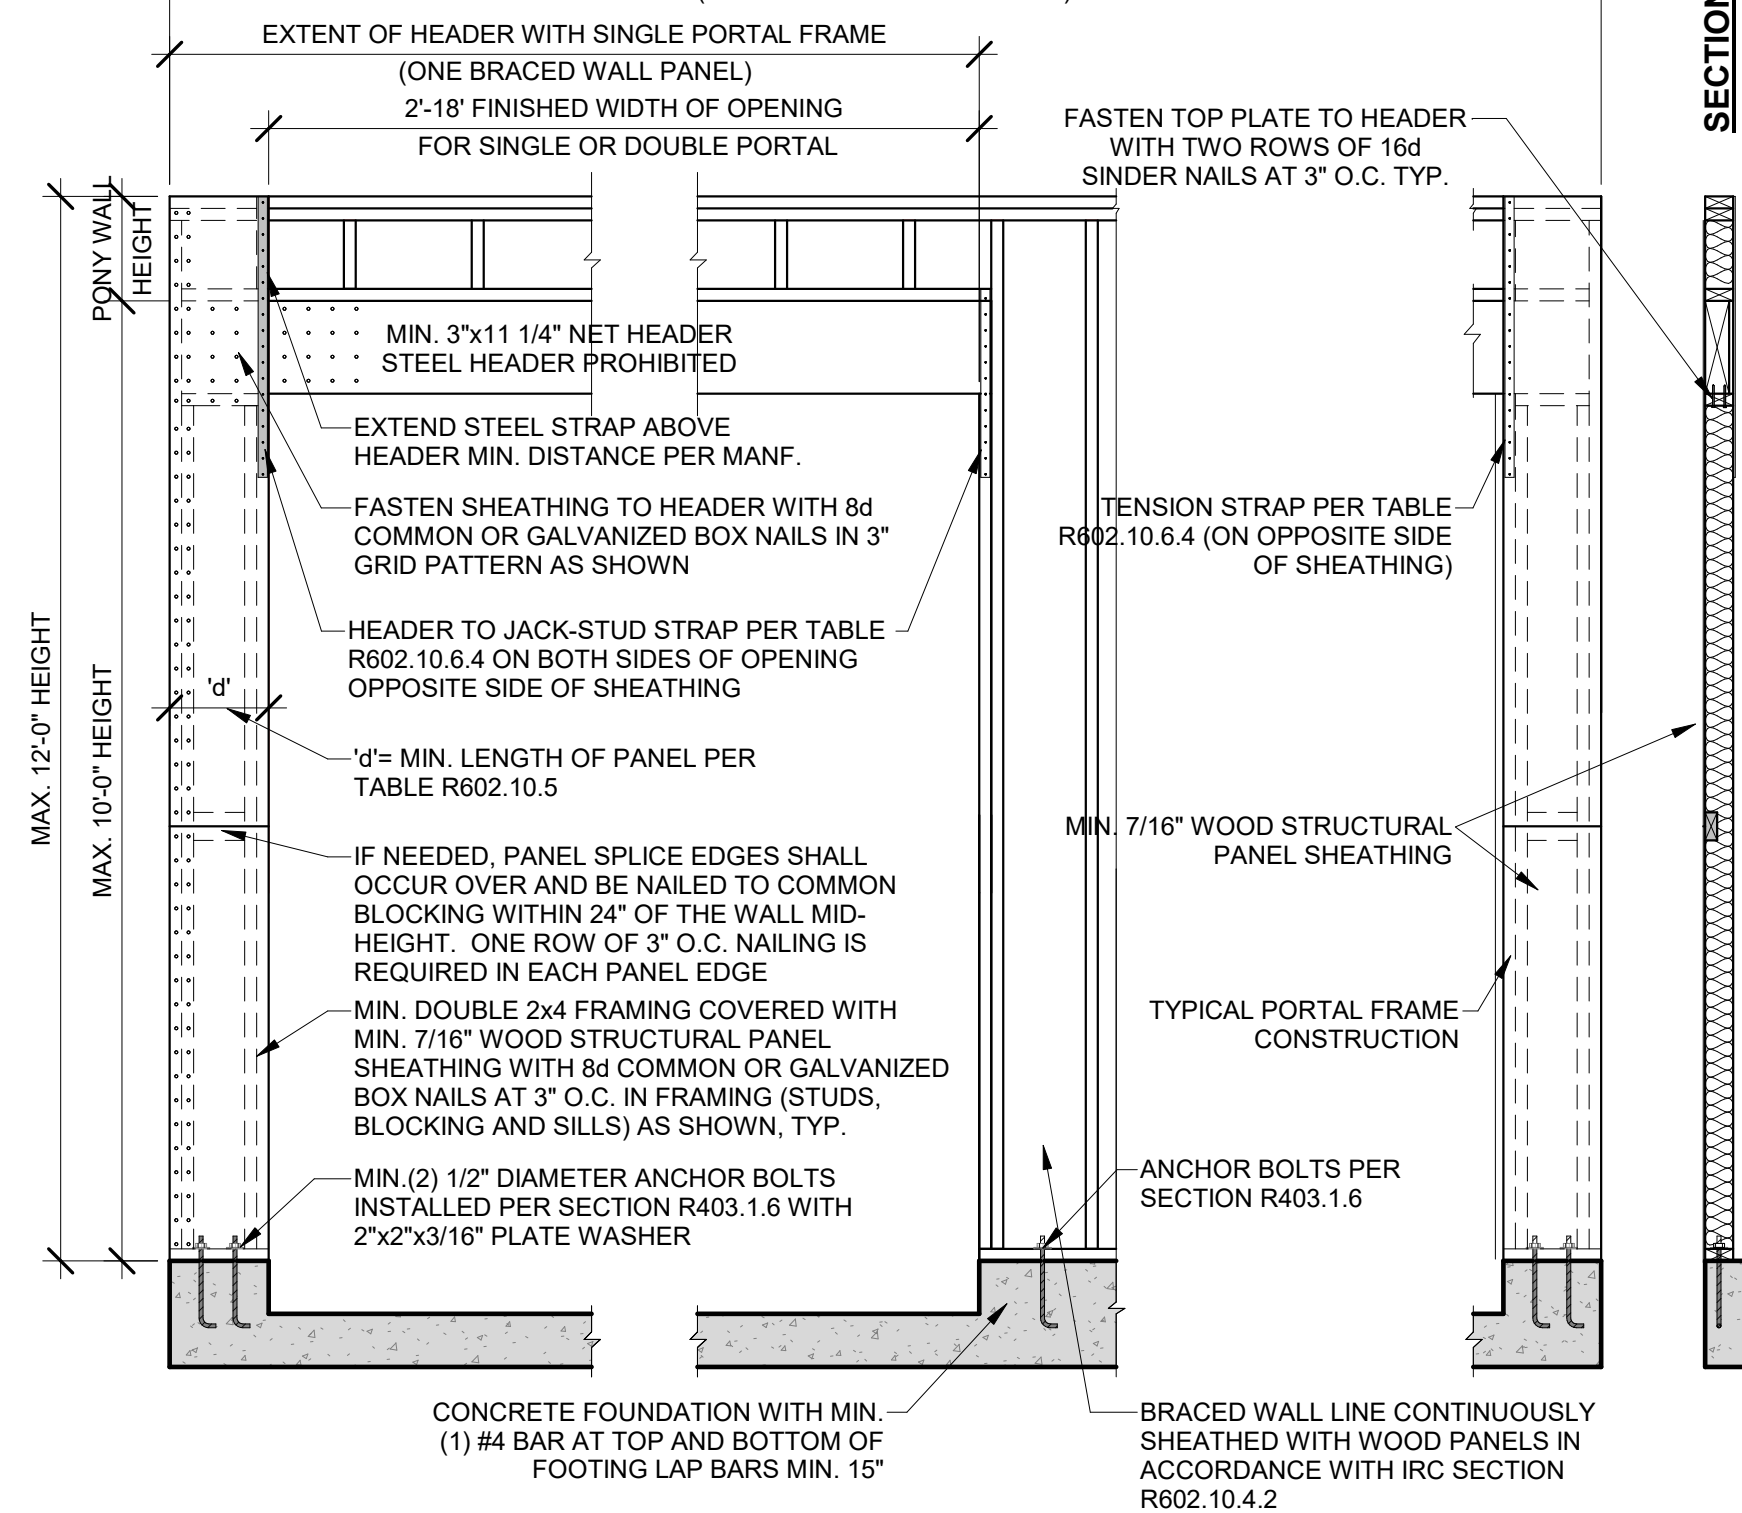 EXTENT OF HEADER WITH SINGLE PORTAL FRAME
(ONE BRACED WALL PANEL)
2'-18' FINISHED WIDTH OF OPENING
FOR SINGLE OR DOUBLE PORTAL
FASTEN TOP PLATE TO HEADER
WITH TWO ROWS OF 16d
SINDER NAILS AT 3" O.C. TYP.
SECTION
PONY WALL
HEIGHT
MIN. 3"x11 1/4" NET HEADER
STEEL HEADER PROHIBITED
EXTEND STEEL STRAP ABOVE
HEADER MIN. DISTANCE PER MANF.
FASTEN SHEATHING TO HEADER WITH 8d
COMMON OR GALVANIZED BOX NAILS IN 3"
GRID PATTERN AS SHOWN
TENSION STRAP PER TABLE
R602.10.6.4 (ON OPPOSITE SIDE
OF SHEATHING)
HEADER TO JACK-STUD STRAP PER TABLE
R602.10.6.4 ON BOTH SIDES OF OPENING
OPPOSITE SIDE OF SHEATHING
MAX. 12'-0" HEIGHT
MAX. 10'-0" HEIGHT
'd'
'd'= MIN. LENGTH OF PANEL PER
TABLE R602.10.5
MIN. 7/16" WOOD STRUCTURAL
PANEL SHEATHING
IF NEEDED, PANEL SPLICE EDGES SHALL
OCCUR OVER AND BE NAILED TO COMMON
BLOCKING WITHIN 24" OF THE WALL MID-
HEIGHT.  ONE ROW OF 3" O.C. NAILING IS
REQUIRED IN EACH PANEL EDGE
MIN. DOUBLE 2x4 FRAMING COVERED WITH
MIN. 7/16" WOOD STRUCTURAL PANEL
SHEATHING WITH 8d COMMON OR GALVANIZED
BOX NAILS AT 3" O.C. IN FRAMING (STUDS,
BLOCKING AND SILLS) AS SHOWN, TYP.
TYPICAL PORTAL FRAME
CONSTRUCTION
MIN.(2) 1/2" DIAMETER ANCHOR BOLTS
INSTALLED PER SECTION R403.1.6 WITH
2"x2"x3/16" PLATE WASHER
ANCHOR BOLTS PER
SECTION R403.1.6
CONCRETE FOUNDATION WITH MIN.
(1) #4 BAR AT TOP AND BOTTOM OF
FOOTING LAP BARS MIN. 15"
BRACED WALL LINE CONTINUOUSLY
SHEATHED WITH WOOD PANELS IN
ACCORDANCE WITH IRC SECTION
R602.10.4.2